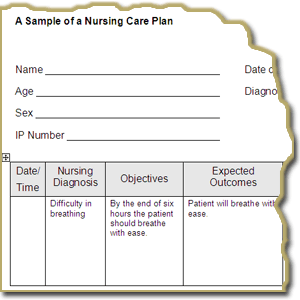 A Sample of a Nursing Care Plan
Name Date o
Age Diagno
Sex
IP Number
Date/ Time Nursing Diagnosis Objectives Expected Outcomes
Difficulty in breathing
By the end of six hours the patient should breathe with ease.
Patient will breathe with ease.